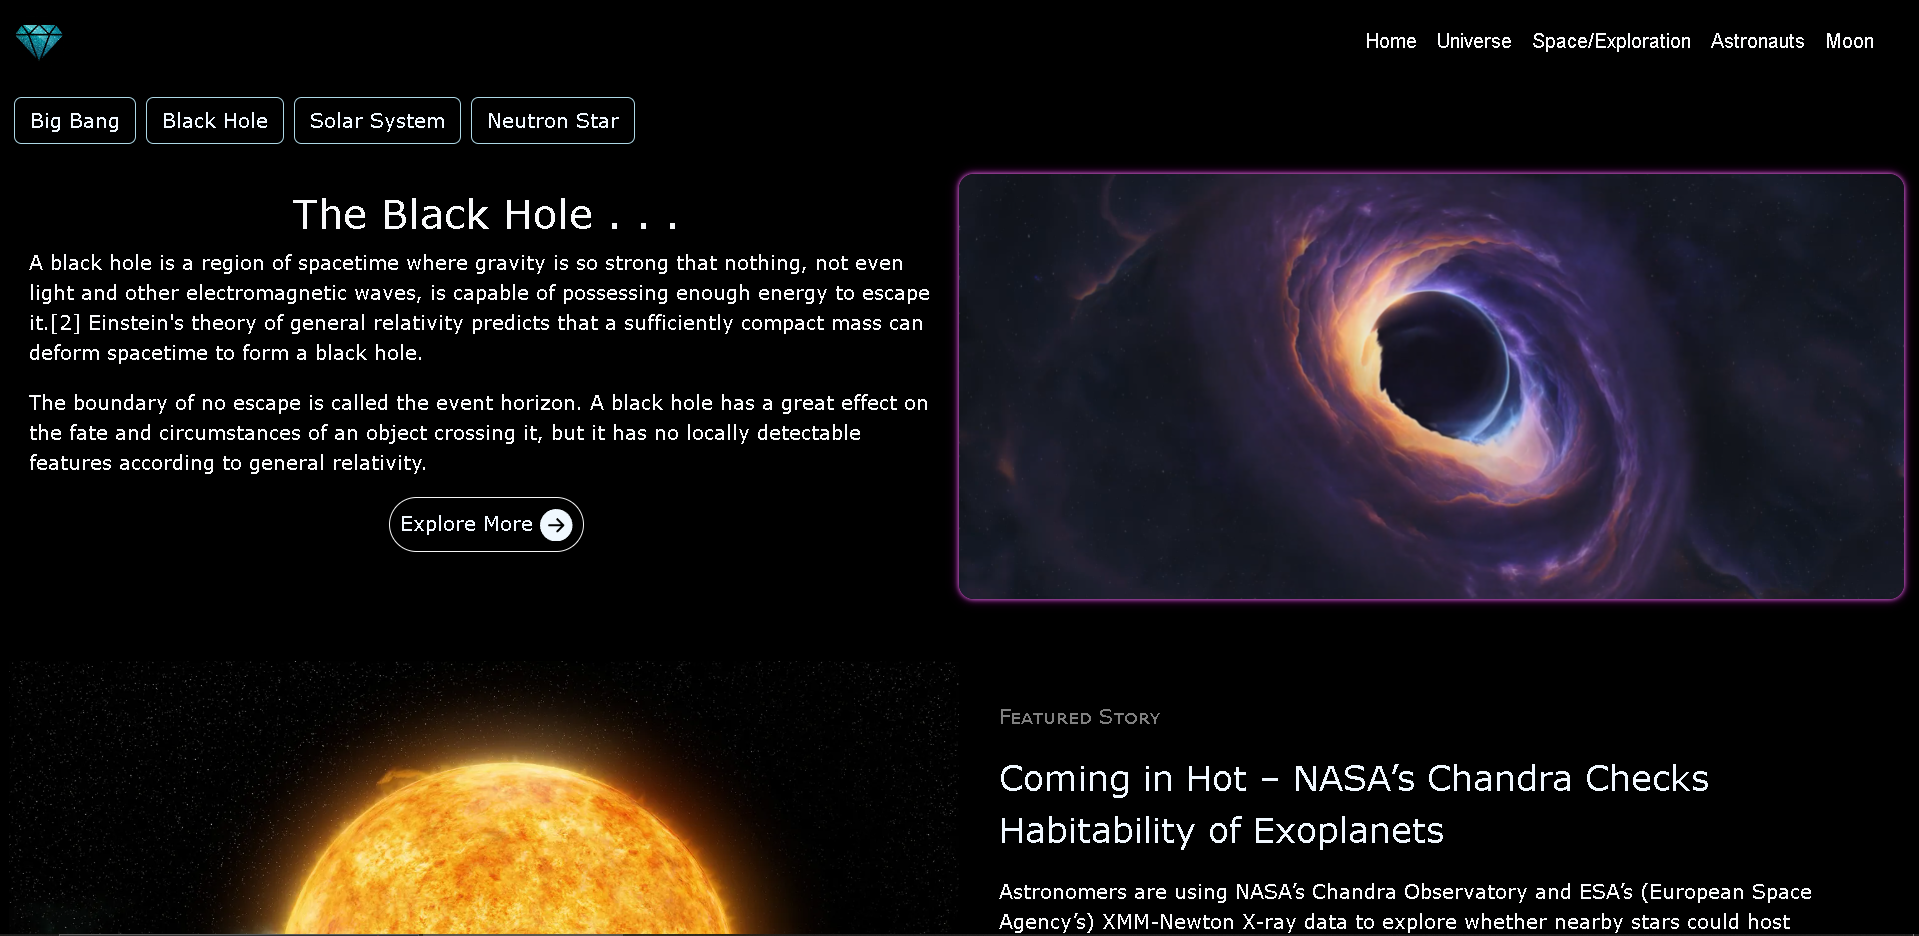 Home Universe Space/Exploration Astronauts Moon
Big Bang Black Hole Solar System Neutron Star
The Black Hole . . .
A black hole is a region of spacetime where gravity is so strong that nothing, not even
light and other electromagnetic waves, is capable of possessing enough energy to escape
it.[2] Einstein's theory of general relativity predicts that a sufficiently compact mass can
deform spacetime to form a black hole.
The boundary of no escape is called the event horizon. A black hole has a great effect on
the fate and circumstances of an object crossing it, but it has no locally detectable
features according to general relativity.
Explore More
Featured Story
Coming in Hot – NASA’s Chandra Checks
Habitability of Exoplanets
Astronomers are using NASA’s Chandra Observatory and ESA’s (European Space
Agency’s) XMM-Newton X-ray data to explore whether nearby stars could host